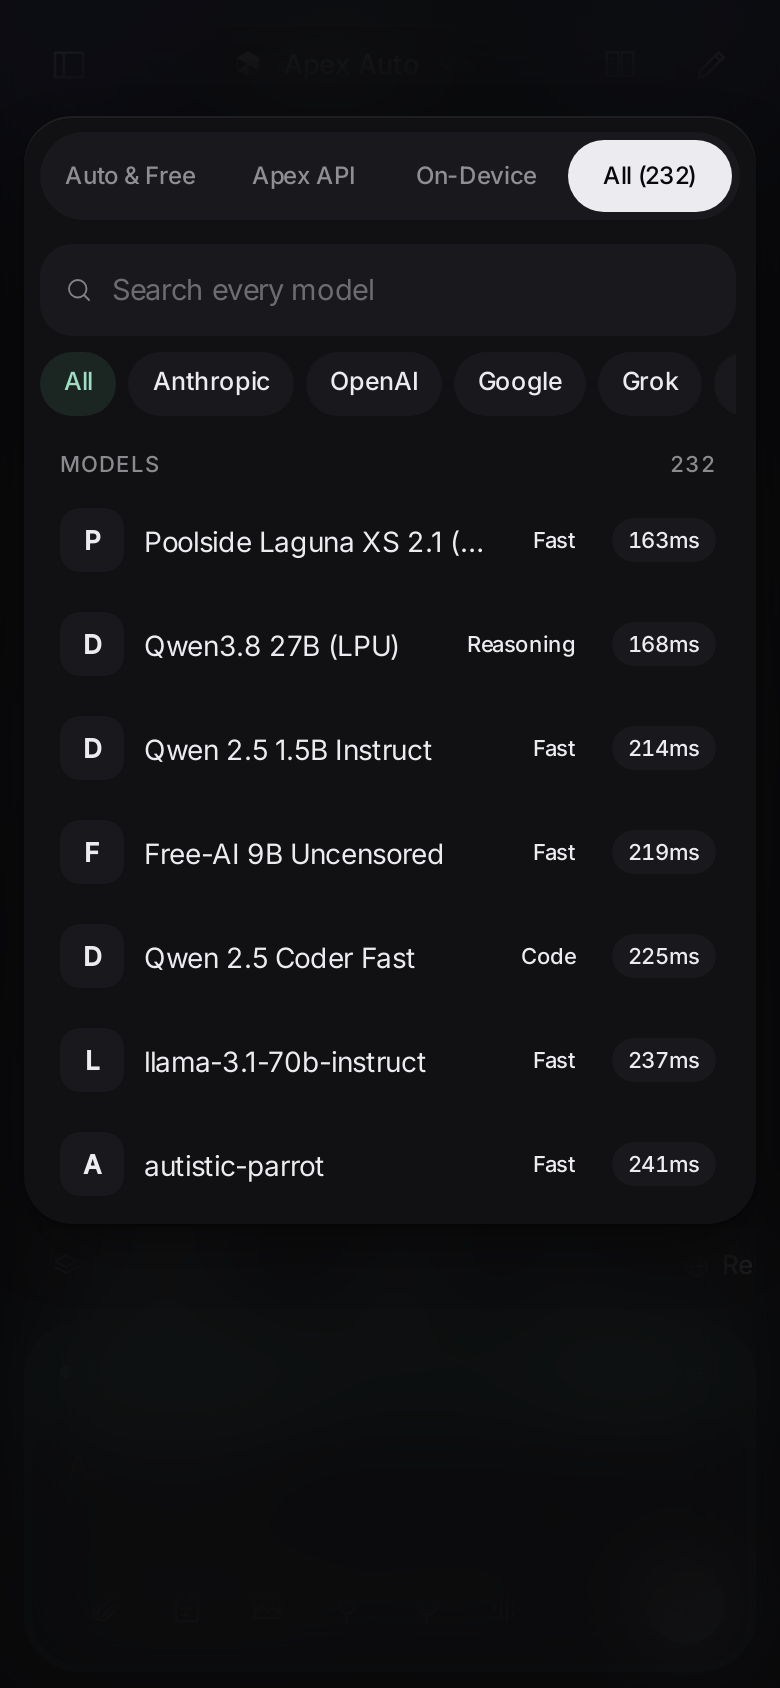 Apex Auto
Auto & Free Apex API On-Device All (232)
Search every model
All Anthropic OpenAI Google Grok
MODELS 232
P Poolside Laguna XS 2.1 (... Fast 163ms
D Qwen3.8 27B (LPU) Reasoning 168ms
D Qwen 2.5 1.5B Instruct Fast 214ms
F Free-AI 9B Uncensored Fast 219ms
D Qwen 2.5 Coder Fast Code 225ms
L llama-3.1-70b-instruct Fast 237ms
A autistic-parrot Fast 241ms
Re